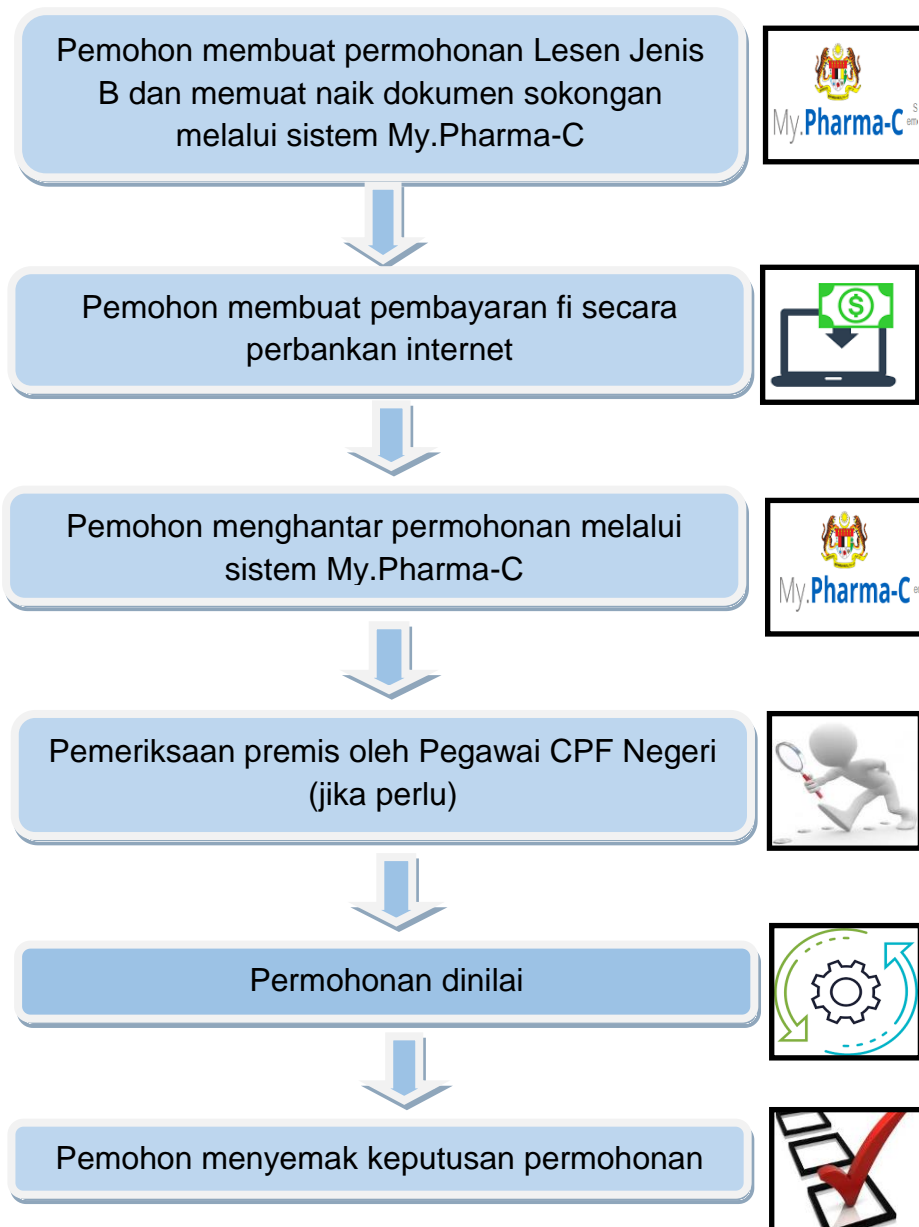 Pemohon membuat permohonan Lesen Jenis
B dan memuat naik dokumen sokongan
melalui sistem My.Pharma-C
My.Pharma-C
Pemohon membuat pembayaran fi secara
perbankan internet
$
Pemohon menghantar permohonan melalui
sistem My.Pharma-C
My.Pharma-C
Pemeriksaan premis oleh Pegawai CPF Negeri
(jika perlu)
Permohonan dinilai
Pemohon menyemak keputusan permohonan